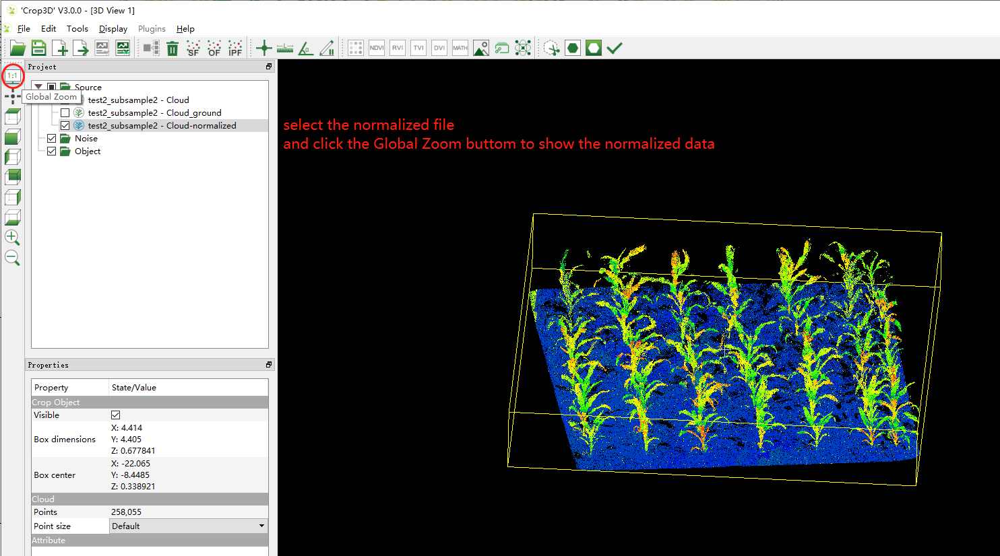 'Crop3D' V3.0.0 - [3D View 1]
File Edit Tools Display Plugins Help
SF OF IPF NDVI RVI TVI DVI MATH
1:1
Project
Global Zoom
Source
test2_subsample2 - Cloud
test2_subsample2 - Cloud_ground
test2_subsample2 - Cloud-normalized
Noise
Object
select the normalized file
and click the Global Zoom buttom to show the normalized data
Properties
Property State/Value
Crop Object
Visible
Box dimensions
X: 4.414
Y: 4.405
Z: 0.677841
Box center
X: -22.065
Y: -8.4485
Z: 0.338921
Cloud
Points 258,055
Point size Default
Attribute